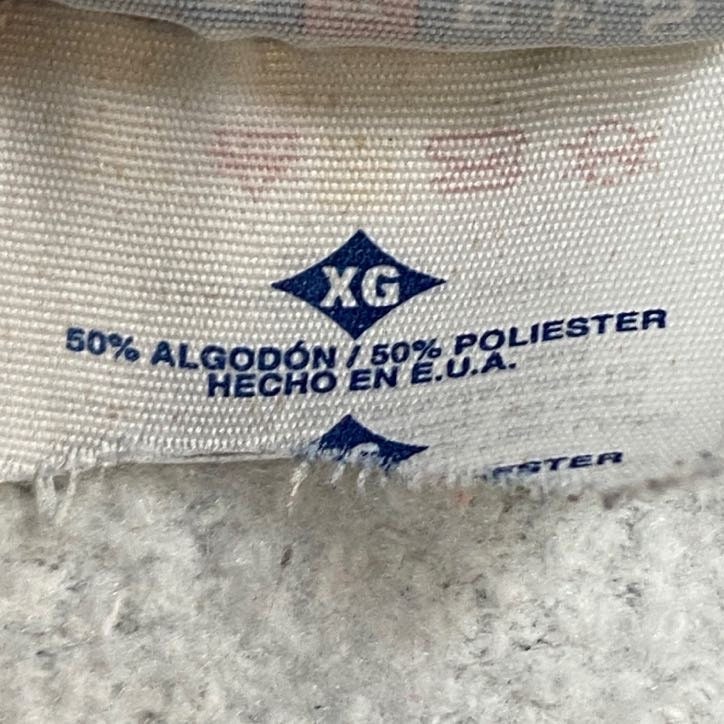 XG
50% ALGODÓN / 50% POLIESTER
HECHO EN E.U.A.